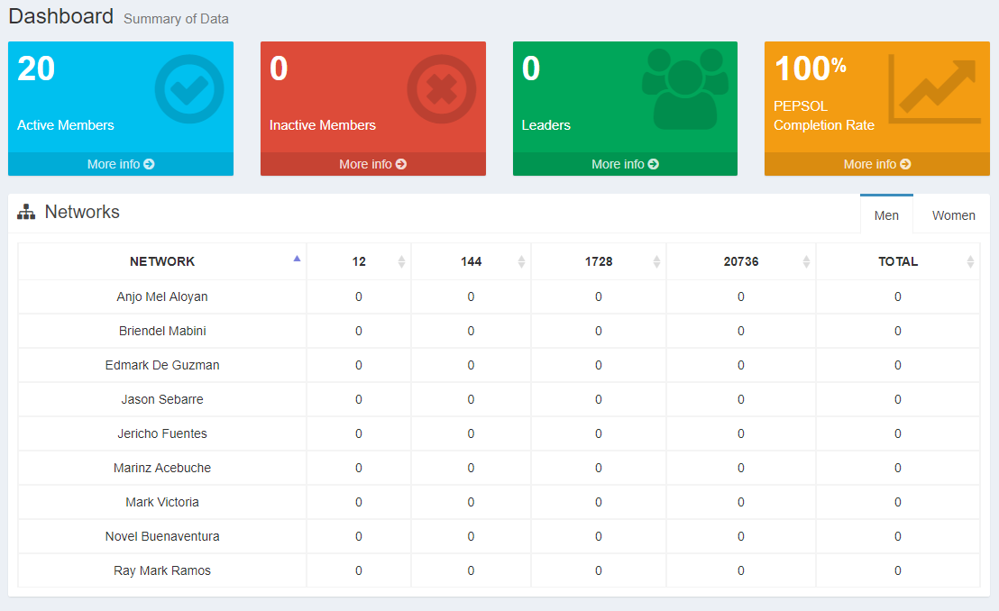 Dashboard Summary of Data
20
Active Members
More info
0
Inactive Members
More info
0
Leaders
More info
100%
PEPSOL
Completion Rate
More info
Networks
Men Women
NETWORK 12 144 1728 20736 TOTAL
Anjo Mel Aloyan 0 0 0 0 0
Briendel Mabini 0 0 0 0 0
Edmark De Guzman 0 0 0 0 0
Jason Sebarre 0 0 0 0 0
Jericho Fuentes 0 0 0 0 0
Marinz Acebuche 0 0 0 0 0
Mark Victoria 0 0 0 0 0
Novel Buenaventura 0 0 0 0 0
Ray Mark Ramos 0 0 0 0 0